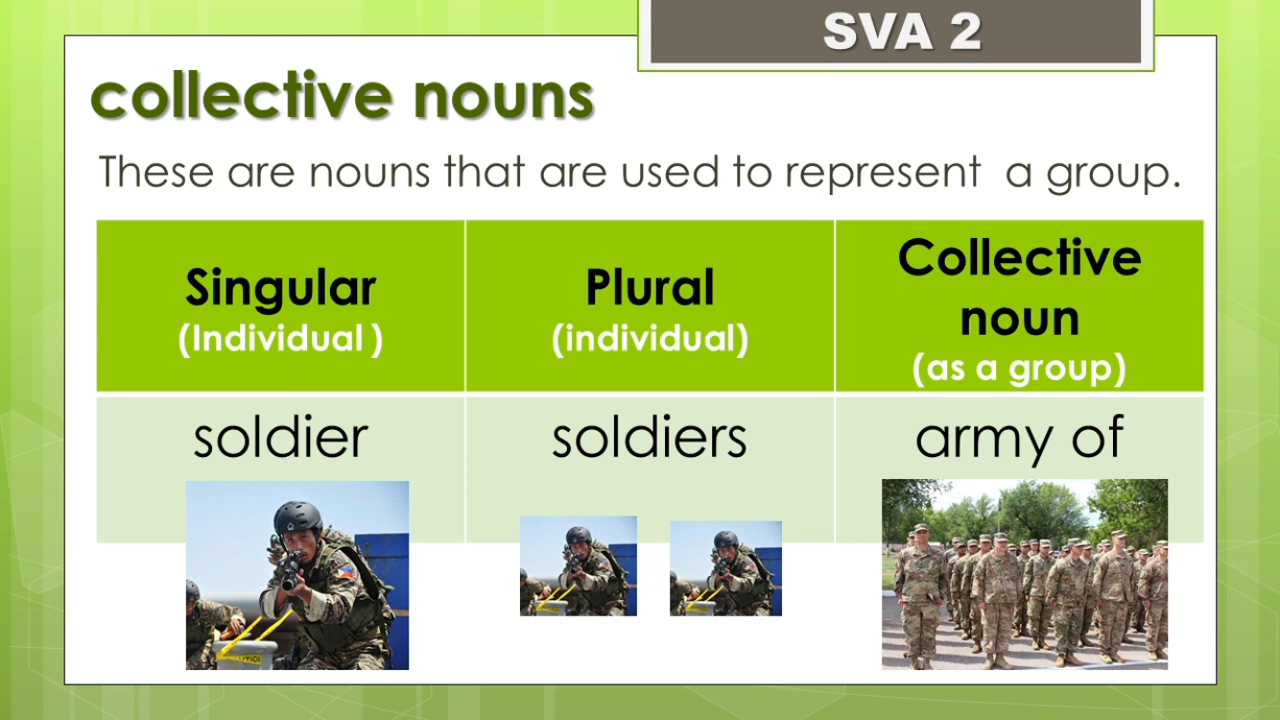 SVA 2
collective nouns
These are nouns that are used to represent  a group.
Singular
(Individual )
Plural
(individual)
Collective
noun
(as a group)
soldier
soldiers
army of